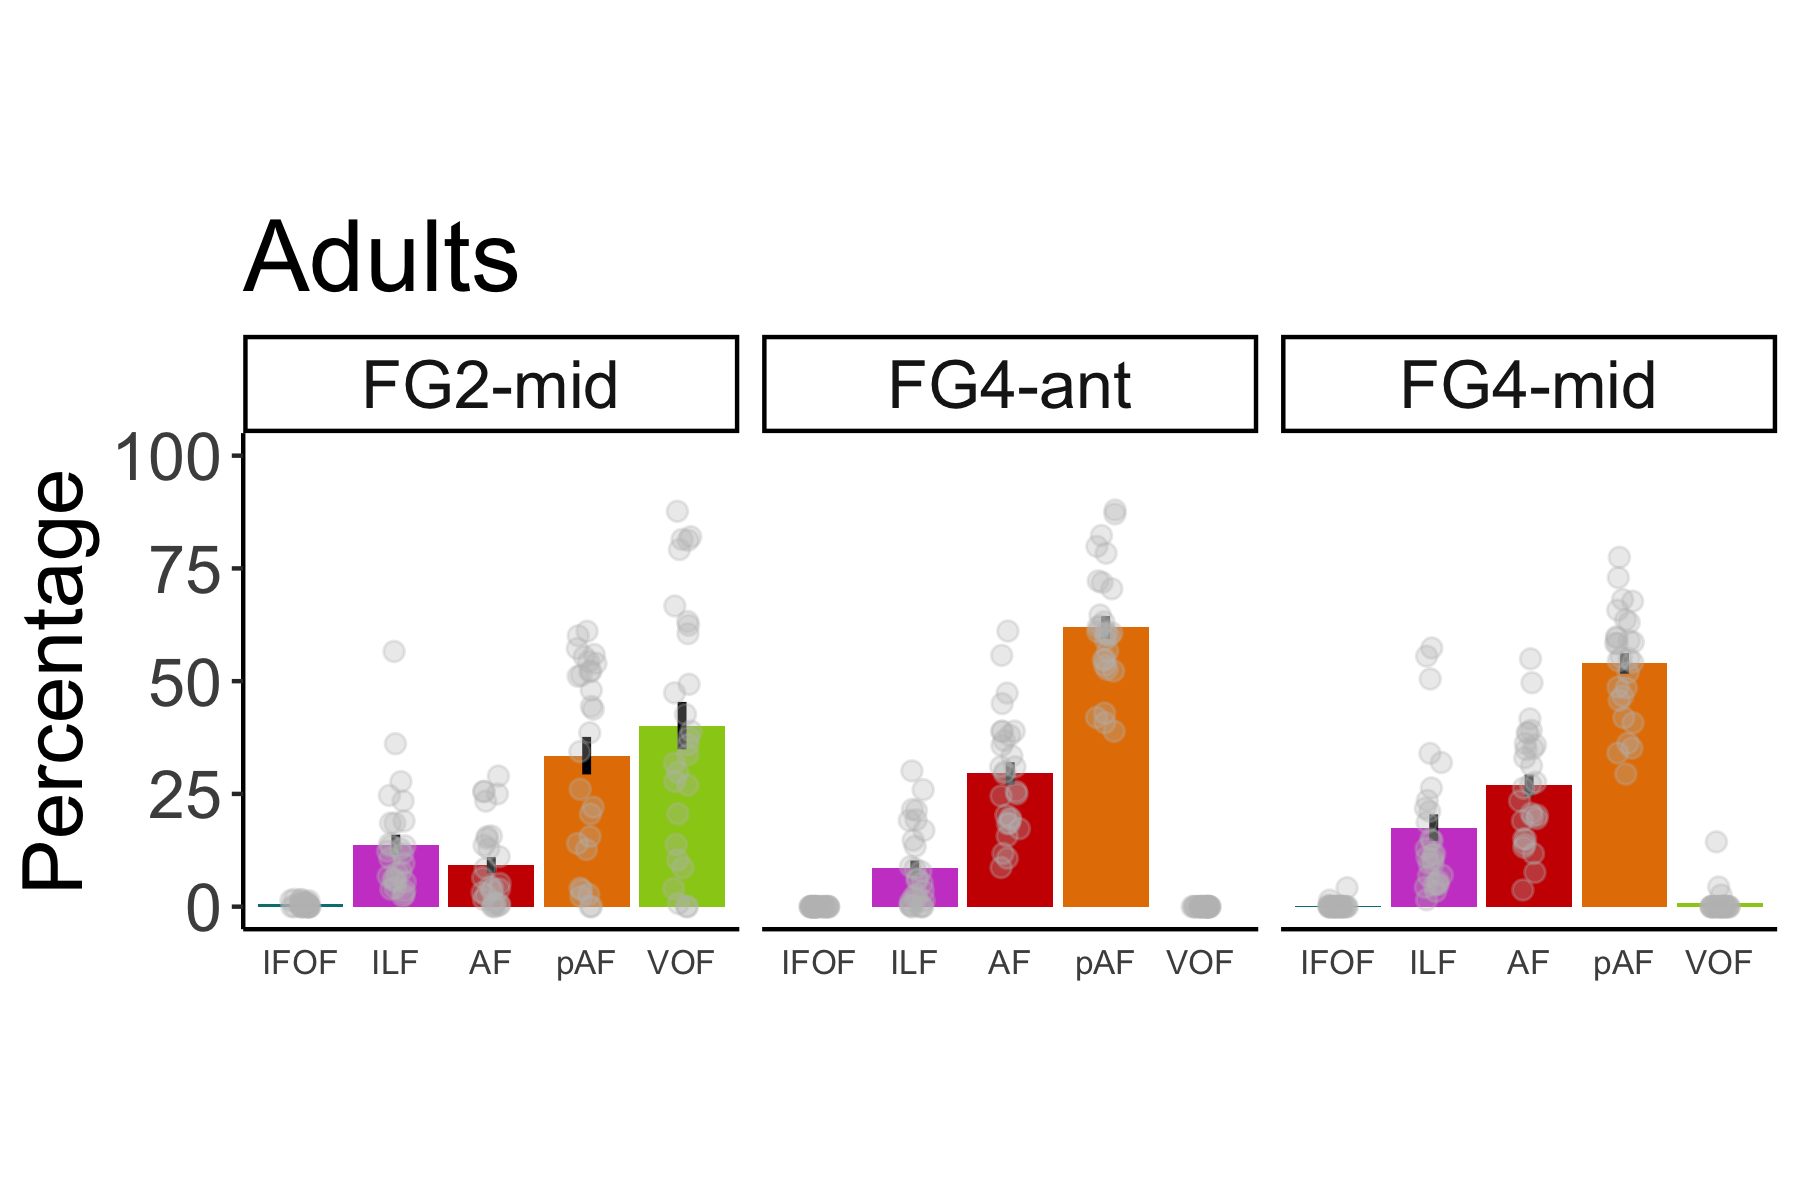 Adults
FG2-mid FG4-ant FG4-mid
Percentage
100
75
50
25
0
IFOF ILF AF pAF VOF IFOF ILF AF pAF VOF IFOF ILF AF pAF VOF